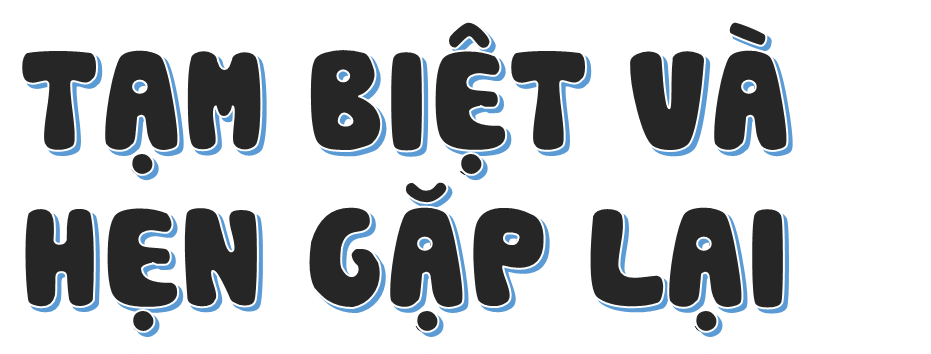 TẠM BIỆT VÀ
HẸN GẶP LẠI